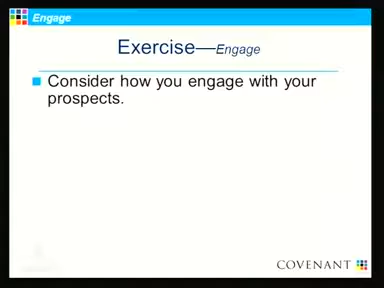 Engage
Exercise—Engage
Consider how you engage with your
prospects.
COVENANT